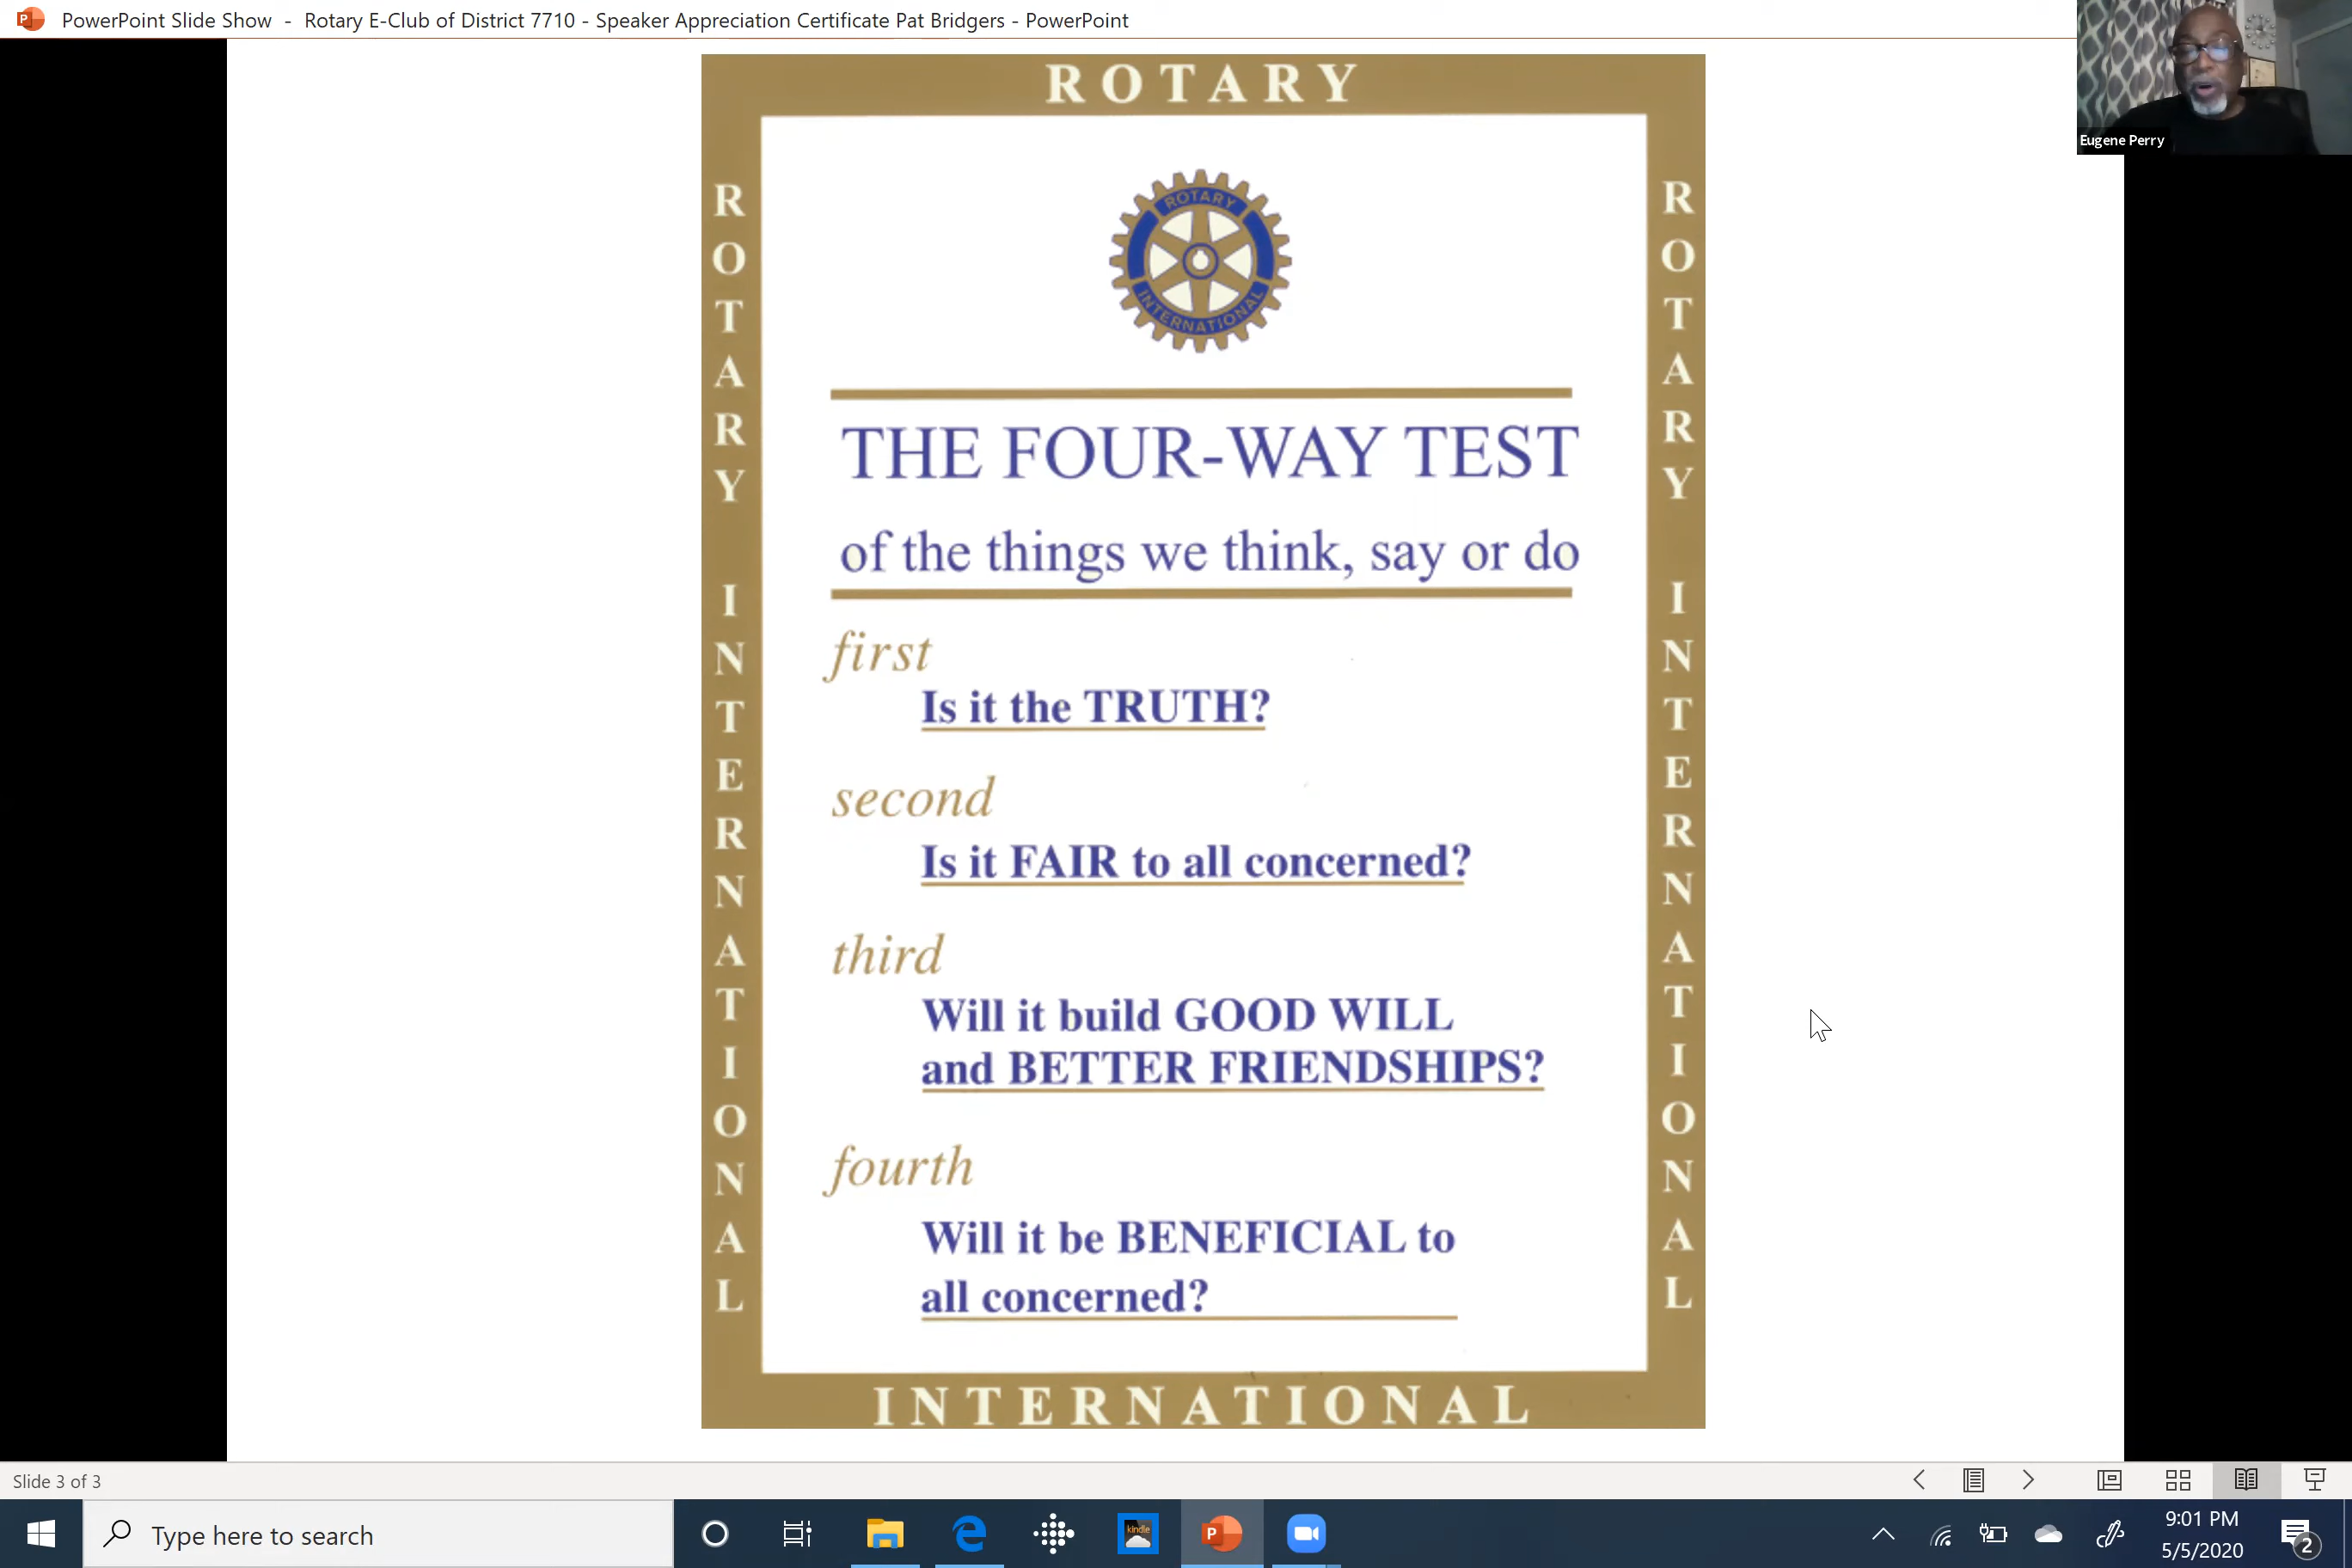 PowerPoint Slide Show - Rotary E-Club of District 7710 - Speaker Appreciation Certificate Pat Bridgers - PowerPoint
Eugene Perry
ROTARY
ROTARY INTERNATIONAL
ROTARY INTERNATIONAL
ROTARY
INTERNATIONAL
THE FOUR-WAY TEST
of the things we think, say or do
first
Is it the TRUTH?
second
Is it FAIR to all concerned?
third
Will it build GOOD WILL
and BETTER FRIENDSHIPS?
fourth
Will it be BENEFICIAL to
all concerned?
INTERNATIONAL
Slide 3 of 3
Type here to search
kindle
9:01 PM
5/5/2020
2